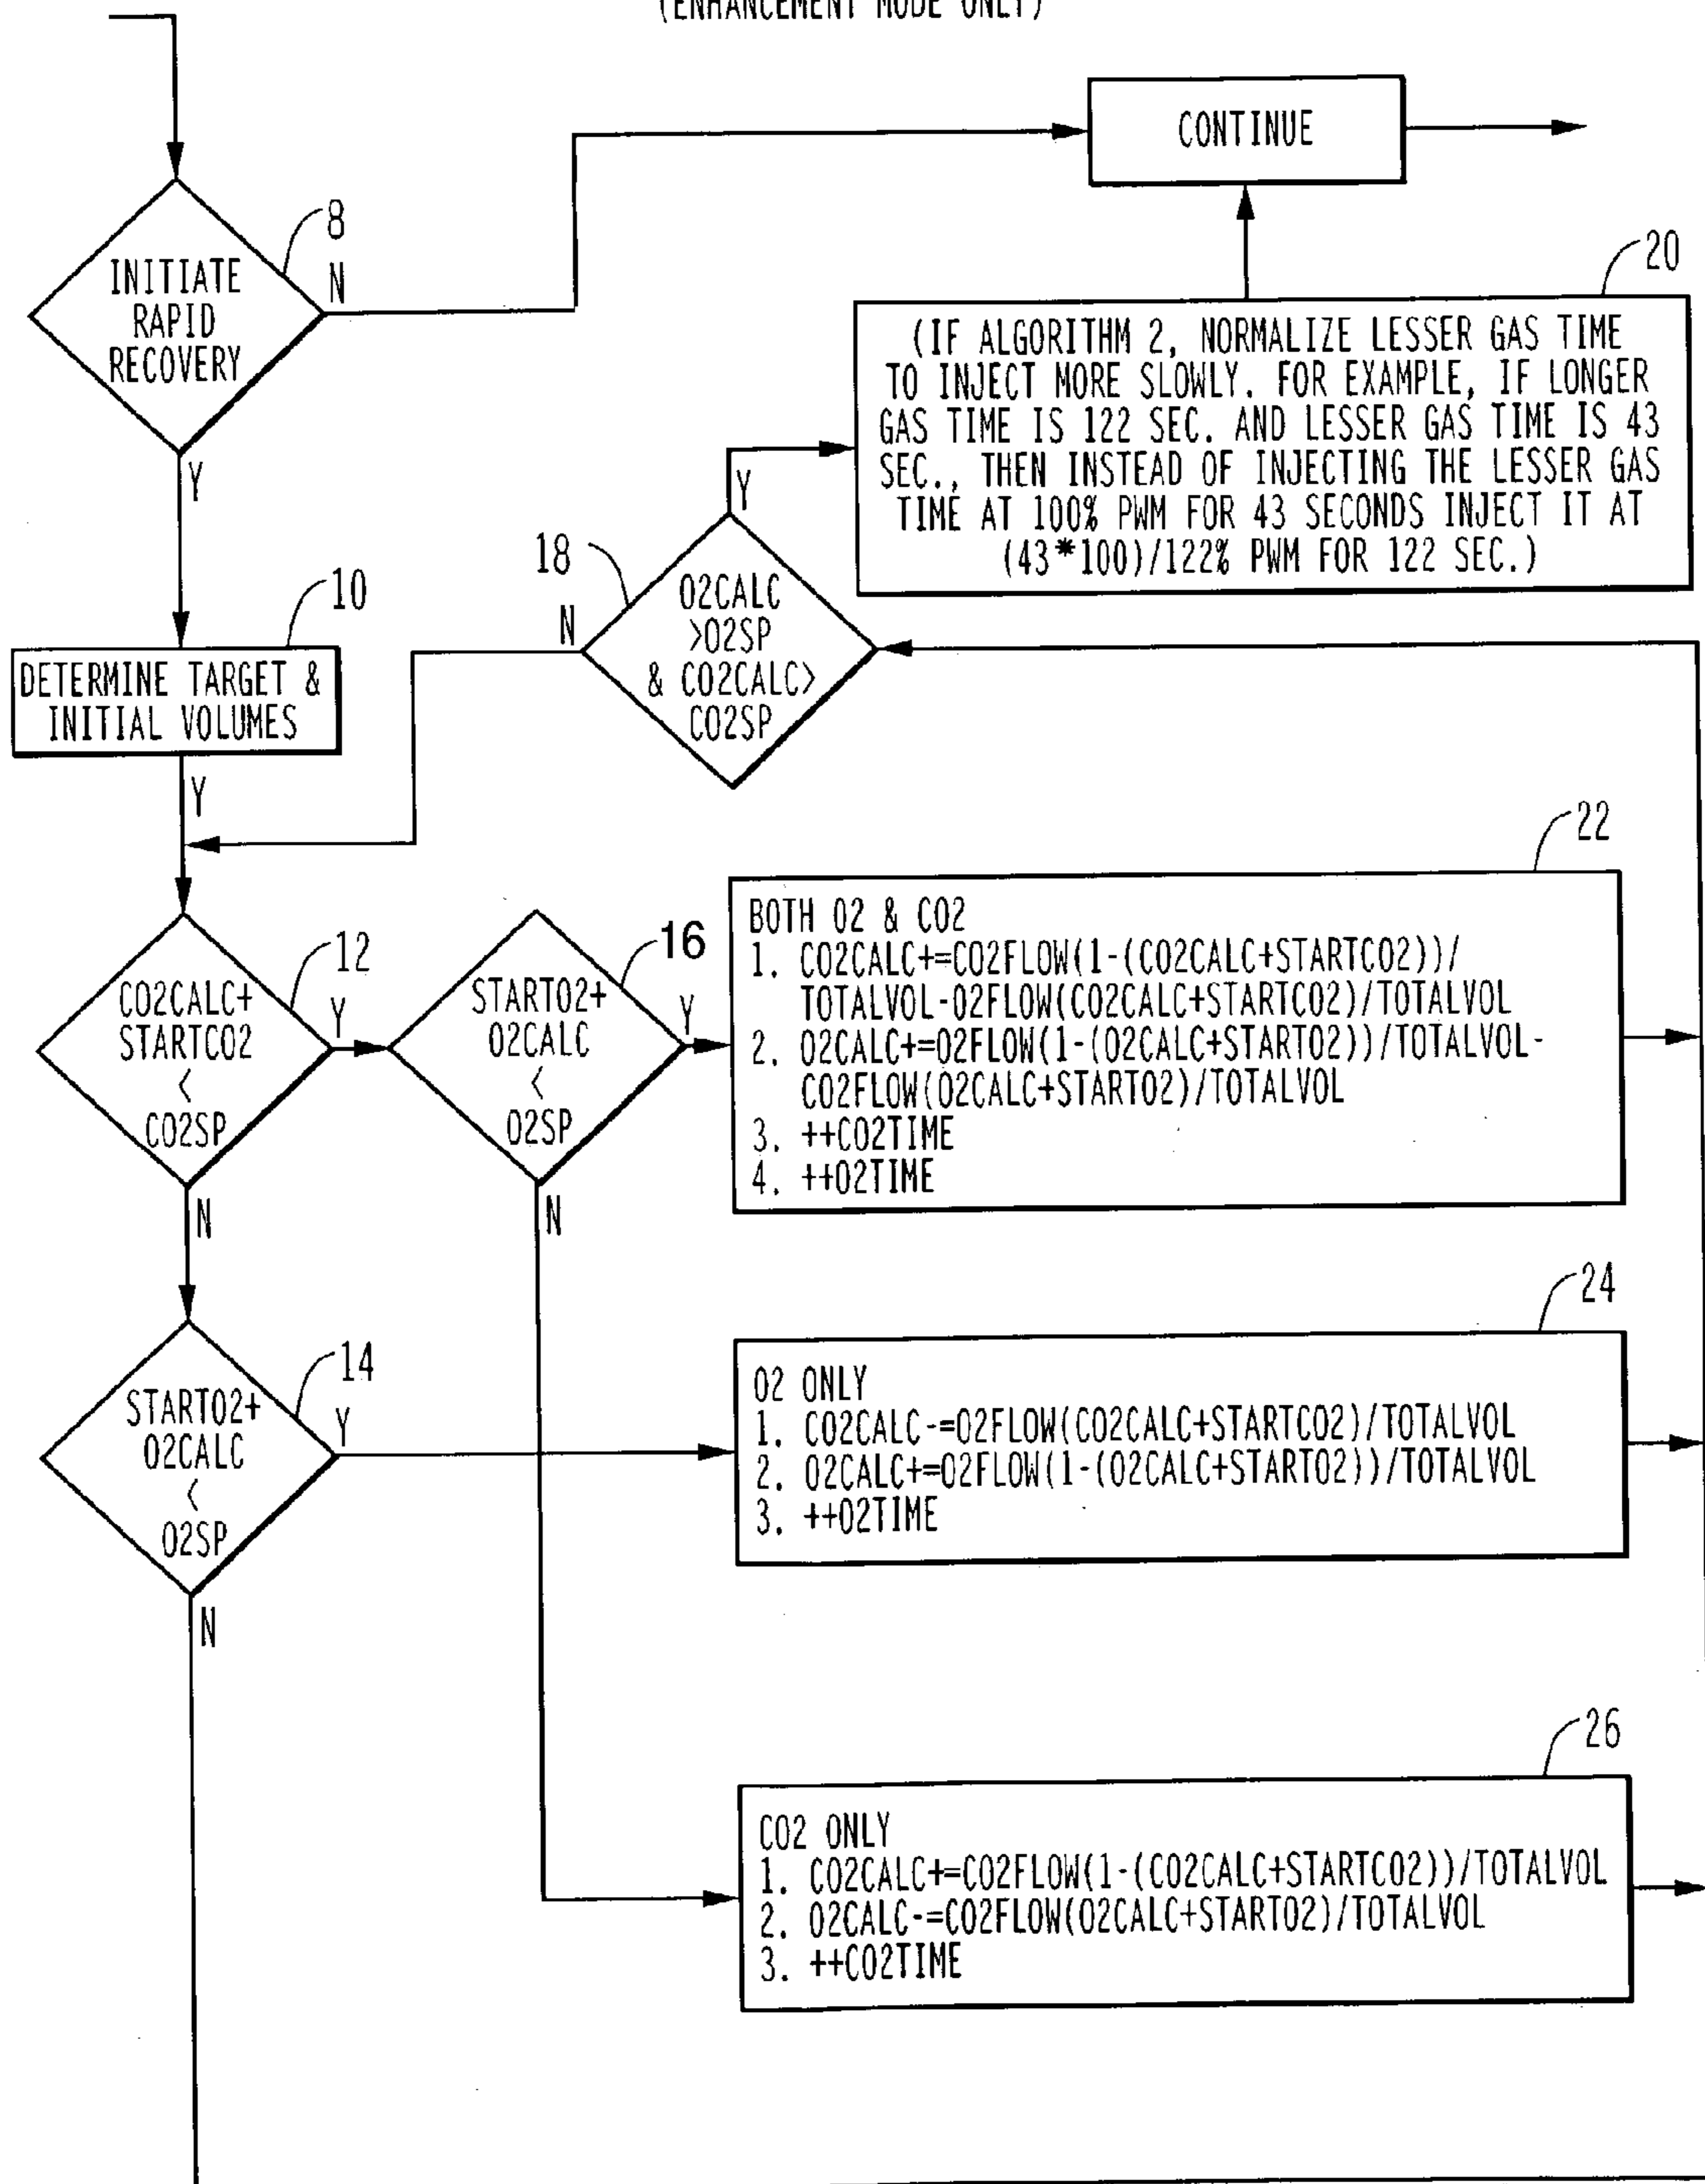 (ENHANCEMENT MODE ONLY)
CONTINUE
8
INITIATE
RAPID
RECOVERY
N
Y
20
(IF ALGORITHM 2, NORMALIZE LESSER GAS TIME
TO INJECT MORE SLOWLY. FOR EXAMPLE, IF LONGER
GAS TIME IS 122 SEC. AND LESSER GAS TIME IS 43
SEC., THEN INSTEAD OF INJECTING THE LESSER GAS
TIME AT 100% PWM FOR 43 SECONDS INJECT IT AT
(43*100)/122% PWM FOR 122 SEC.)
Y
18
O2CALC
>O2SP
& CO2CALC>
CO2SP
N
10
DETERMINE TARGET &
INITIAL VOLUMES
Y
12
CO2CALC+
STARTCO2
<
CO2SP
Y
N
16
STARTO2+
O2CALC
<
O2SP
Y
N
22
BOTH O2 & CO2
1. CO2CALC+=CO2FLOW(1-(CO2CALC+STARTCO2))/
TOTALVOL-O2FLOW(CO2CALC+STARTCO2)/TOTALVOL
2. O2CALC+=O2FLOW(1-(O2CALC+STARTO2))/TOTALVOL-
CO2FLOW(O2CALC+STARTO2)/TOTALVOL
3. ++CO2TIME
4. ++O2TIME
14
STARTO2+
O2CALC
<
O2SP
Y
N
24
O2 ONLY
1. CO2CALC-=O2FLOW(CO2CALC+STARTCO2)/TOTALVOL
2. O2CALC+=O2FLOW(1-(O2CALC+STARTO2))/TOTALVOL
3. ++O2TIME
26
CO2 ONLY
1. CO2CALC+=CO2FLOW(1-(CO2CALC+STARTCO2))/TOTALVOL
2. O2CALC-=CO2FLOW(O2CALC+STARTO2)/TOTALVOL
3. ++CO2TIME